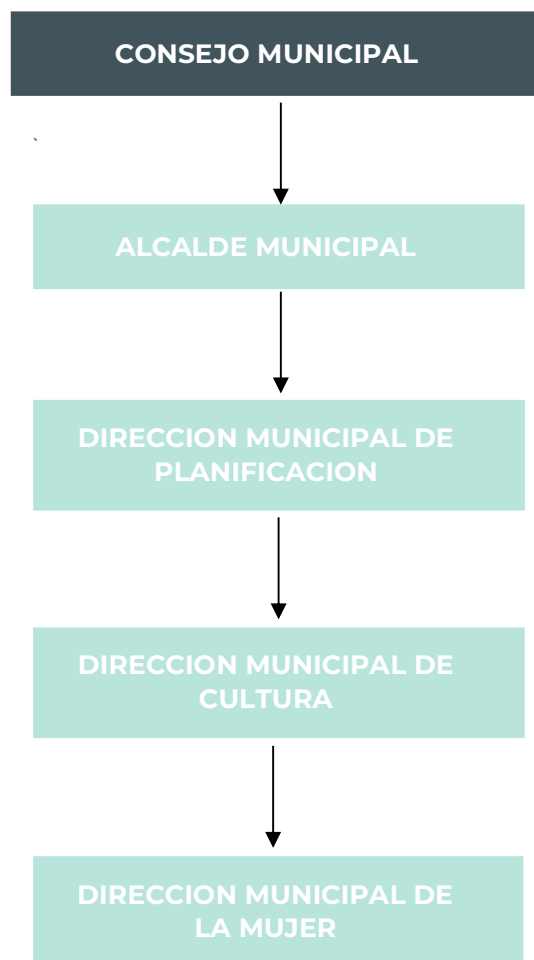 CONSEJO MUNICIPAL
`
ALCALDE MUNICIPAL
DIRECCION MUNICIPAL DE
PLANIFICACION
DIRECCION MUNICIPAL DE
CULTURA
DIRECCION MUNICIPAL DE
LA MUJER